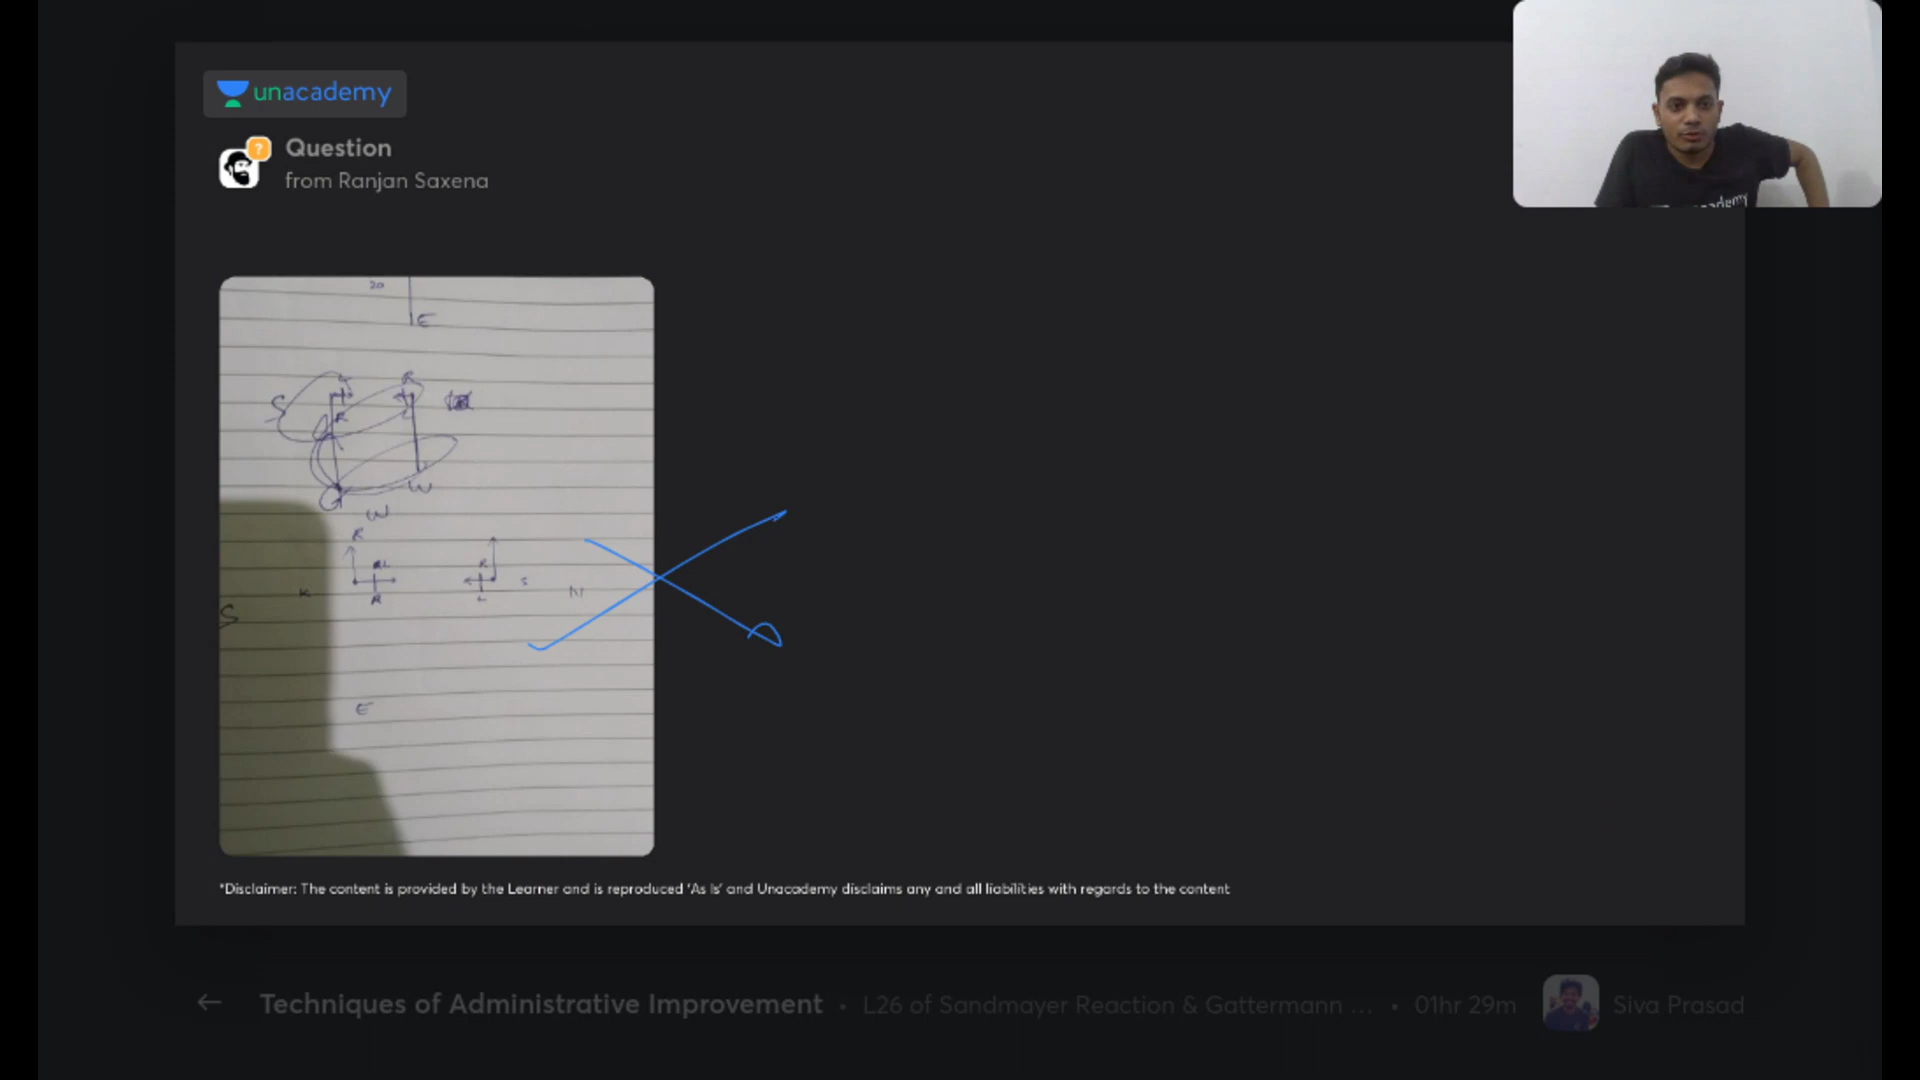 unacademy
?
Question
from Ranjan Saxena
20
E
R
S
R
W
W
R
R
S
N
K
R
L
S
E
*Disclaimer: The content is provided by the Learner and is reproduced 'As Is' and Unacademy disclaims any and all liabilities with regards to the content
Techniques of Administrative Improvement • L26 of Sandmayer Reaction & Gattermann ... • 01hr 29m Siva Prasad